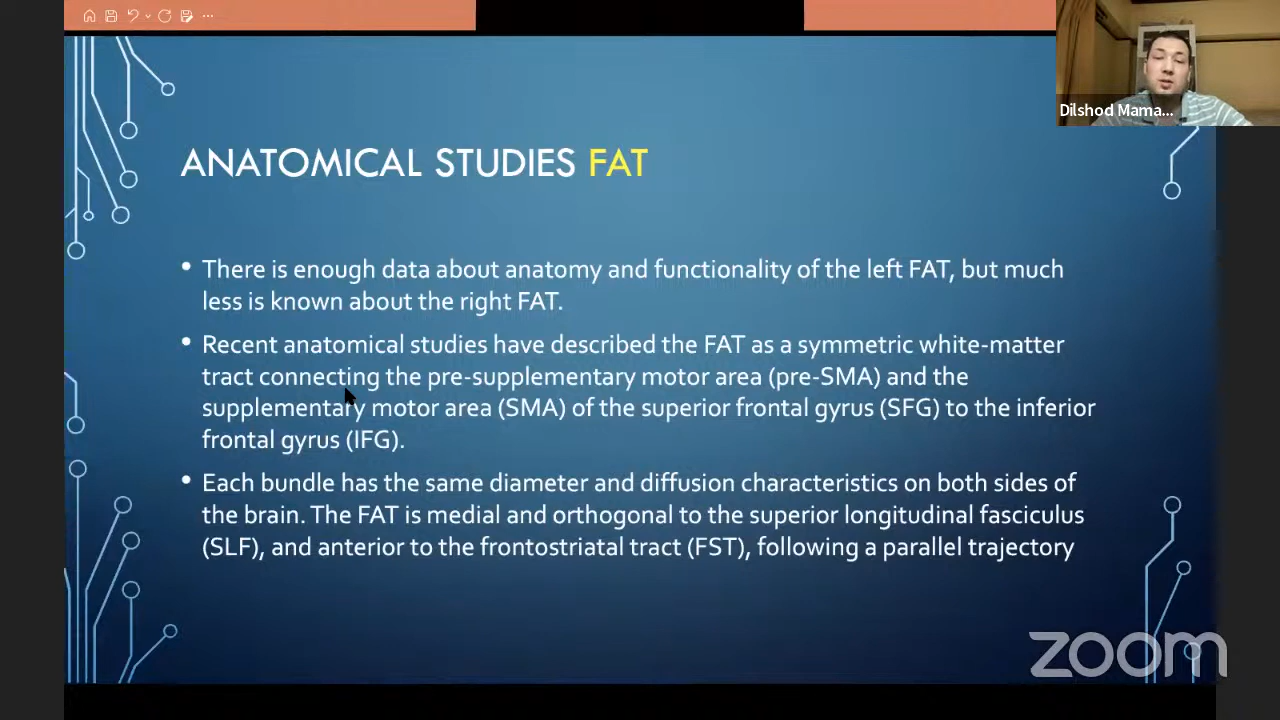 Dilshod Mama...
ANATOMICAL STUDIES FAT
• There is enough data about anatomy and functionality of the left FAT, but much
less is known about the right FAT.
• Recent anatomical studies have described the FAT as a symmetric white-matter
tract connecting the pre-supplementary motor area (pre-SMA) and the
supplementary motor area (SMA) of the superior frontal gyrus (SFG) to the inferior
frontal gyrus (IFG).
• Each bundle has the same diameter and diffusion characteristics on both sides of
the brain. The FAT is medial and orthogonal to the superior longitudinal fasciculus
(SLF), and anterior to the frontostriatal tract (FST), following a parallel trajectory
zoom